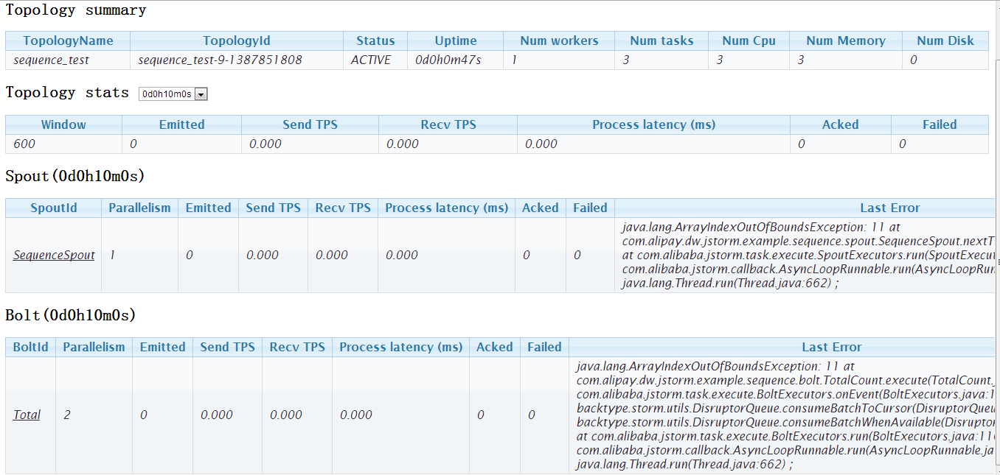 Topology summary
TopologyName TopologyId Status Uptime Num workers Num tasks Num Cpu Num Memory Num Disk
sequence_test sequence_test-9-1387851808 ACTIVE 0d0h0m47s 1 3 3 3 0
Topology stats 0d0h10m0s
Window Emitted Send TPS Recv TPS Process latency (ms) Acked Failed
600 0 0.000 0.000 0.000 0 0
Spout(0d0h10m0s)
SpoutId Parallelism Emitted Send TPS Recv TPS Process latency (ms) Acked Failed Last Error
SequenceSpout 1 0 0.000 0.000 0.000 0 0
java.lang.ArrayIndexOutOfBoundsException: 11 at
com.alipay.dw.jstorm.example.sequence.spout.SequenceSpout.nextT
at com.alibaba.jstorm.task.execute.SpoutExecutors.run(SpoutExecut
com.alibaba.jstorm.callback.AsyncLoopRunnable.run(AsyncLoopRun
java.lang.Thread.run(Thread.java:662) ;
Bolt(0d0h10m0s)
BoltId Parallelism Emitted Send TPS Recv TPS Process latency (ms) Acked Failed Last Error
Total 2 0 0.000 0.000 0.000 0 0
java.lang.ArrayIndexOutOfBoundsException: 11 at
com.alipay.dw.jstorm.example.sequence.bolt.TotalCount.execute(TotalCount.
com.alibaba.jstorm.task.execute.BoltExecutors.onEvent(BoltExecutors.java:1
backtype.storm.utils.DisruptorQueue.consumeBatchToCursor(DisruptorQueu
backtype.storm.utils.DisruptorQueue.consumeBatchWhenAvailable(Disruptor
at com.alibaba.jstorm.task.execute.BoltExecutors.run(BoltExecutors.java:11
com.alibaba.jstorm.callback.AsyncLoopRunnable.run(AsyncLoopRunnable.ja
java.lang.Thread.run(Thread.java:662) ;